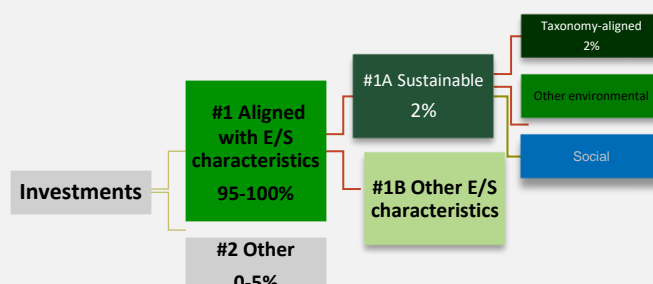 Investments
#1 Aligned
with E/S
characteristics
95-100%
#2 Other
0-5%
#1A Sustainable
2%
#1B Other E/S
characteristics
Taxonomy-aligned
2%
Other environmental
Social